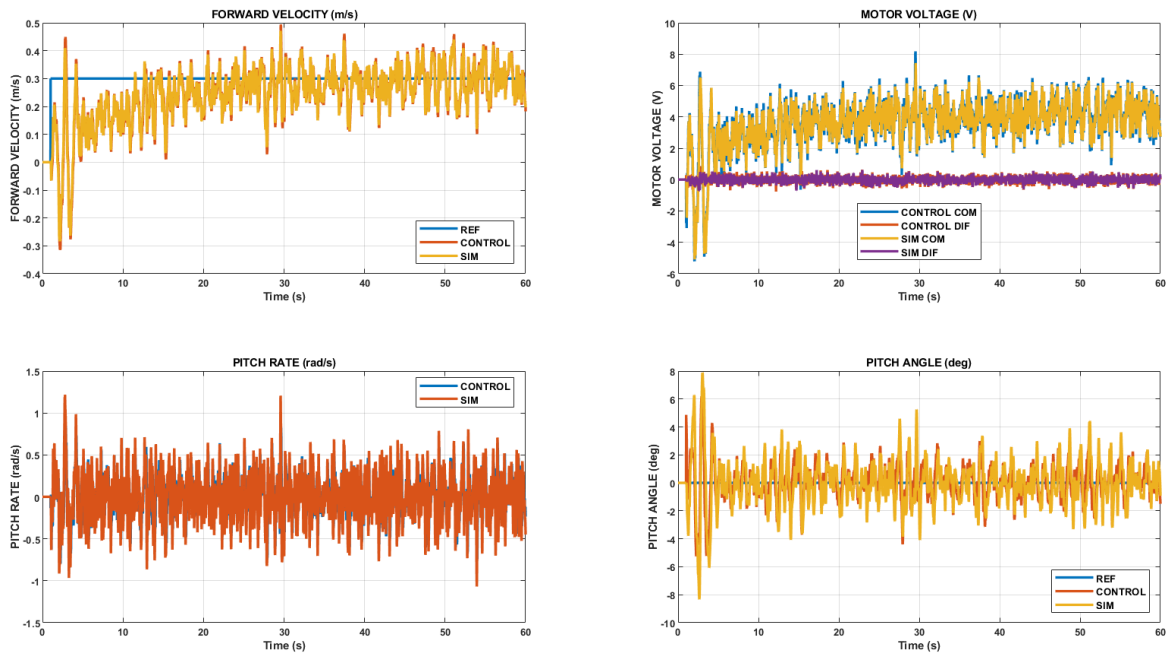 FORWARD VELOCITY (m/s)
FORWARD VELOCITY (m/s)
0.5
0.4
0.3
0.2
0.1
0
-0.1
-0.2
-0.3
-0.4
0 10 20 30 40 50 60
Time (s)
REF
CONTROL
SIM
MOTOR VOLTAGE (V)
MOTOR VOLTAGE (V)
10
8
6
4
2
0
-2
-4
-6
0 10 20 30 40 50 60
Time (s)
CONTROL COM
CONTROL DIF
SIM COM
SIM DIF
PITCH RATE (rad/s)
PITCH RATE (rad/s)
1.5
1
0.5
0
-0.5
-1
-1.5
0 10 20 30 40 50 60
Time (s)
CONTROL
SIM
PITCH ANGLE (deg)
PITCH ANGLE (deg)
8
6
4
2
0
-2
-4
-6
-8
-10
0 10 20 30 40 50 60
Time (s)
REF
CONTROL
SIM